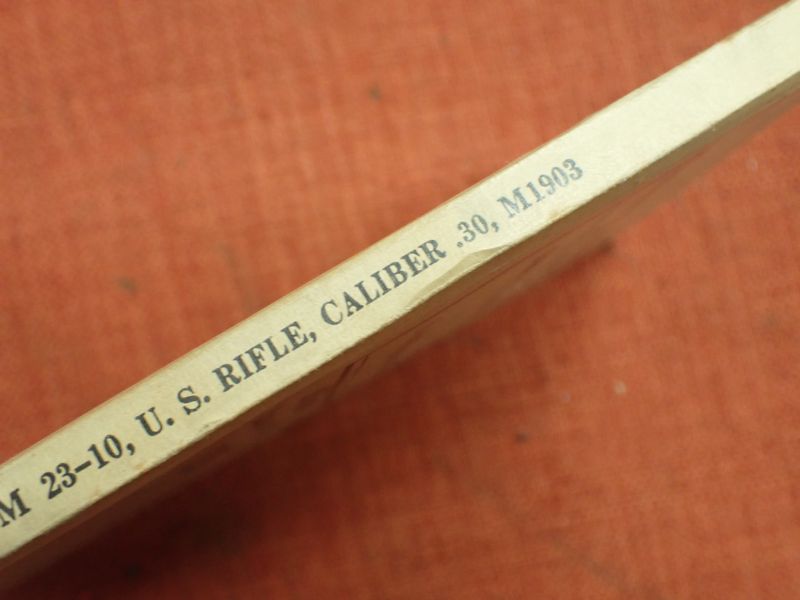 M 23-10, U. S. RIFLE, CALIBER .30, M1903